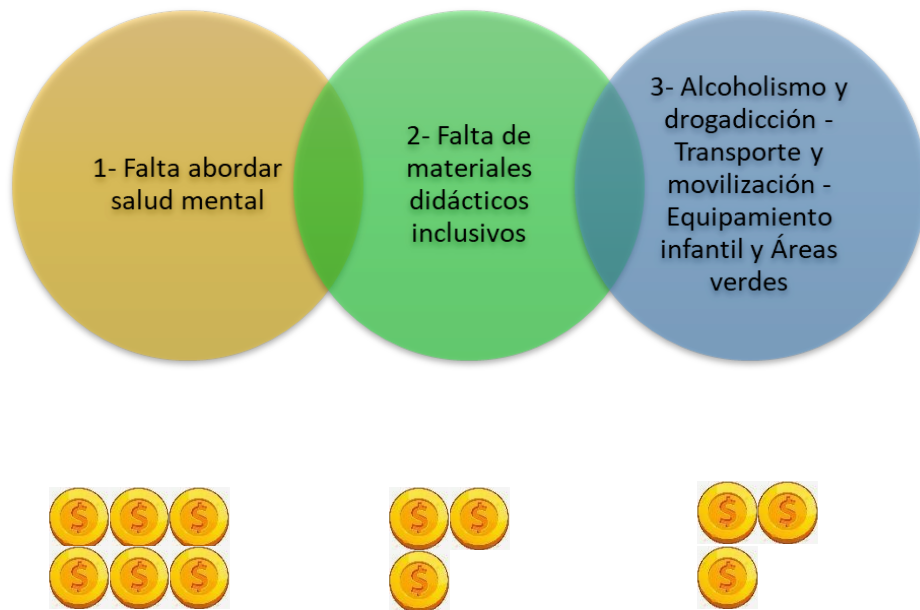 1- Falta abordar
salud mental
2- Falta de
materiales
didácticos
inclusivos
3- Alcoholismo y
drogadicción -
Transporte y
movilización -
Equipamiento
infantil y Áreas
verdes
$ $ $
$ $ $
$ $
$
$ $
$